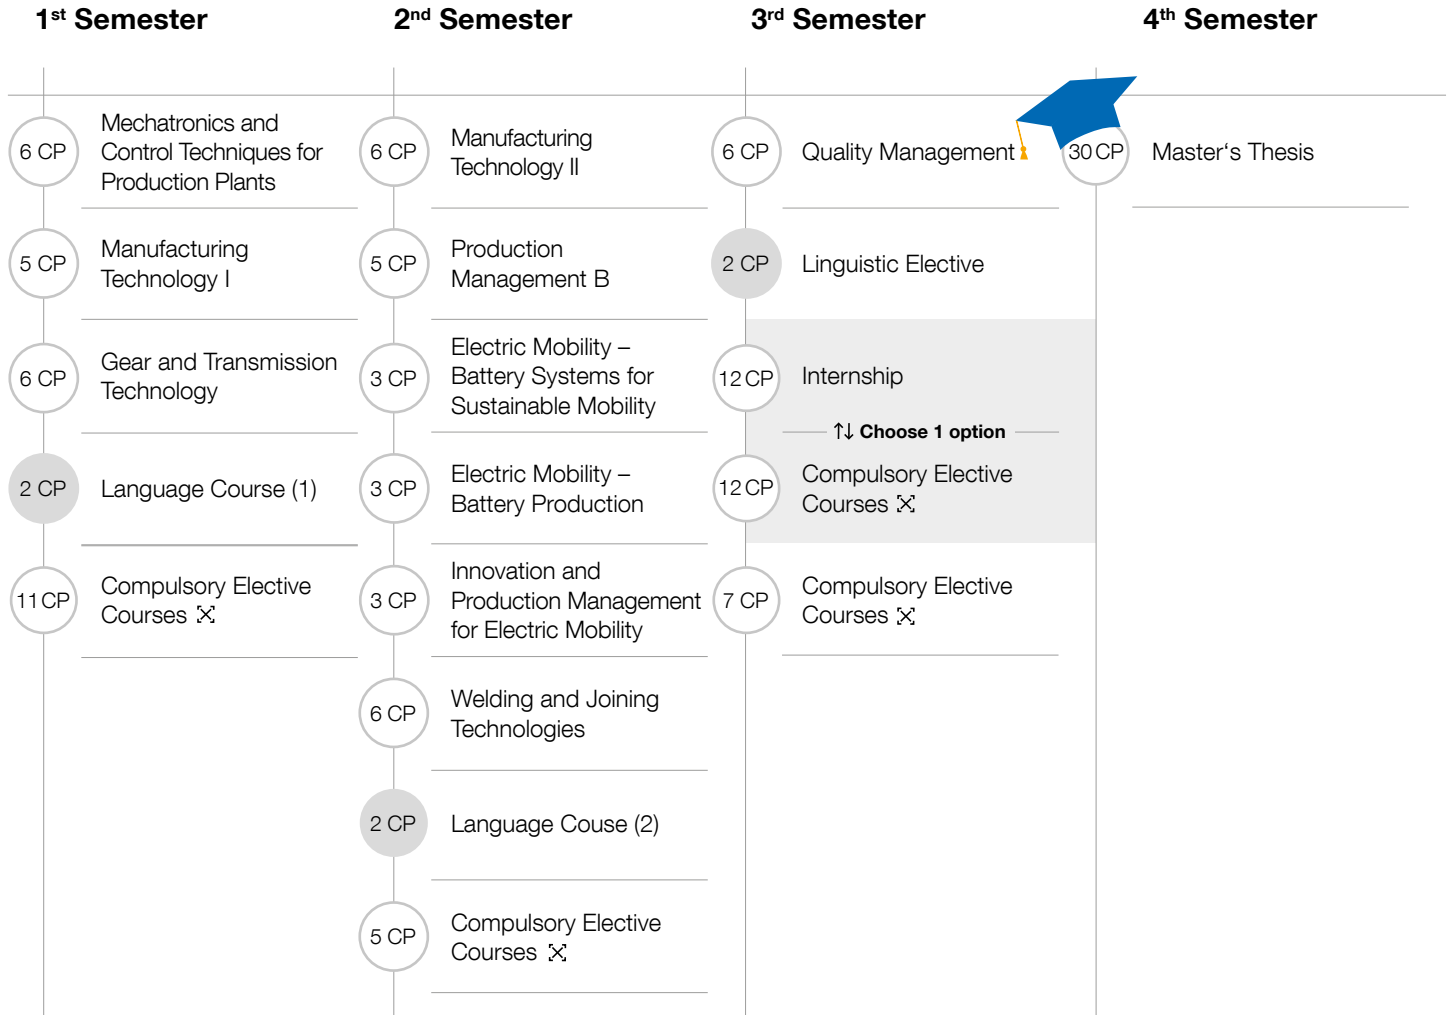 1st Semester
6 CP
Mechatronics and
Control Techniques for
Production Plants
5 CP
Manufacturing
Technology I
6 CP
Gear and Transmission
Technology
2 CP
Language Course (1)
11 CP
Compulsory Elective
Courses
2nd Semester
6 CP
Manufacturing
Technology II
5 CP
Production
Management B
3 CP
Electric Mobility –
Battery Systems for
Sustainable Mobility
3 CP
Electric Mobility –
Battery Production
3 CP
Innovation and
Production Management
for Electric Mobility
6 CP
Welding and Joining
Technologies
2 CP
Language Couse (2)
5 CP
Compulsory Elective
Courses
3rd Semester
6 CP
Quality Management
2 CP
Linguistic Elective
12 CP
Internship
↑↓ Choose 1 option
12 CP
Compulsory Elective
Courses
7 CP
Compulsory Elective
Courses
4th Semester
30 CP
Master‘s Thesis